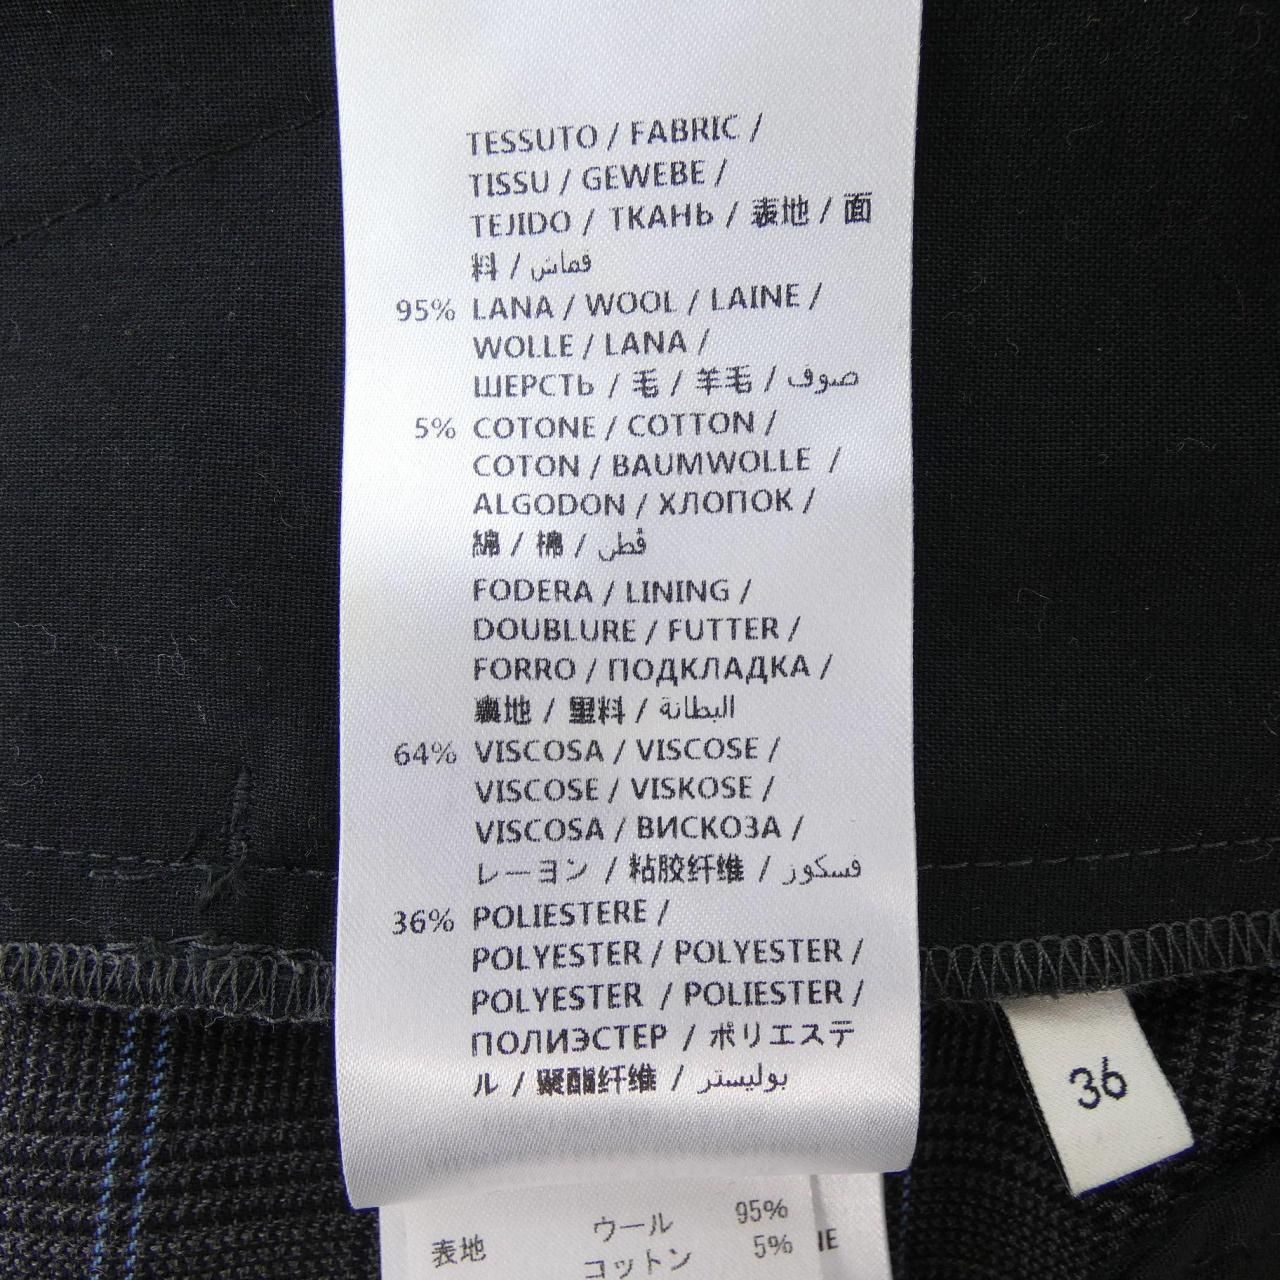 TESSUTO / FABRIC /
TISSU / GEWEBE /
TEJIDO / ТКАНЬ / 表地 / 面
料 / قماش
95% LANA / WOOL / LAINE /
WOLLE / LANA /
ШЕРСТЬ / 毛 / 羊毛 / صوف
5% COTONE / COTTON /
COTON / BAUMWOLLE /
ALGODON / ХЛОПОК /
綿 / 棉 / قطن
FODERA / LINING /
DOUBLURE / FUTTER /
FORRO / ПОДКЛАДКА /
裏地 / 里料 / البطانة
64% VISCOSA / VISCOSE /
VISCOSE / VISKOSE /
VISCOSA / ВИСКОЗА /
レーヨン / 粘胶纤维 / فسكوز
36% POLIESTERE /
POLYESTER / POLYESTER /
POLYESTER / POLIESTER /
ПОЛИЭСТЕР / ポリエステ
ル / 聚酯纤维 / بوليستر
36
表地 ウール 95%
コットン 5%